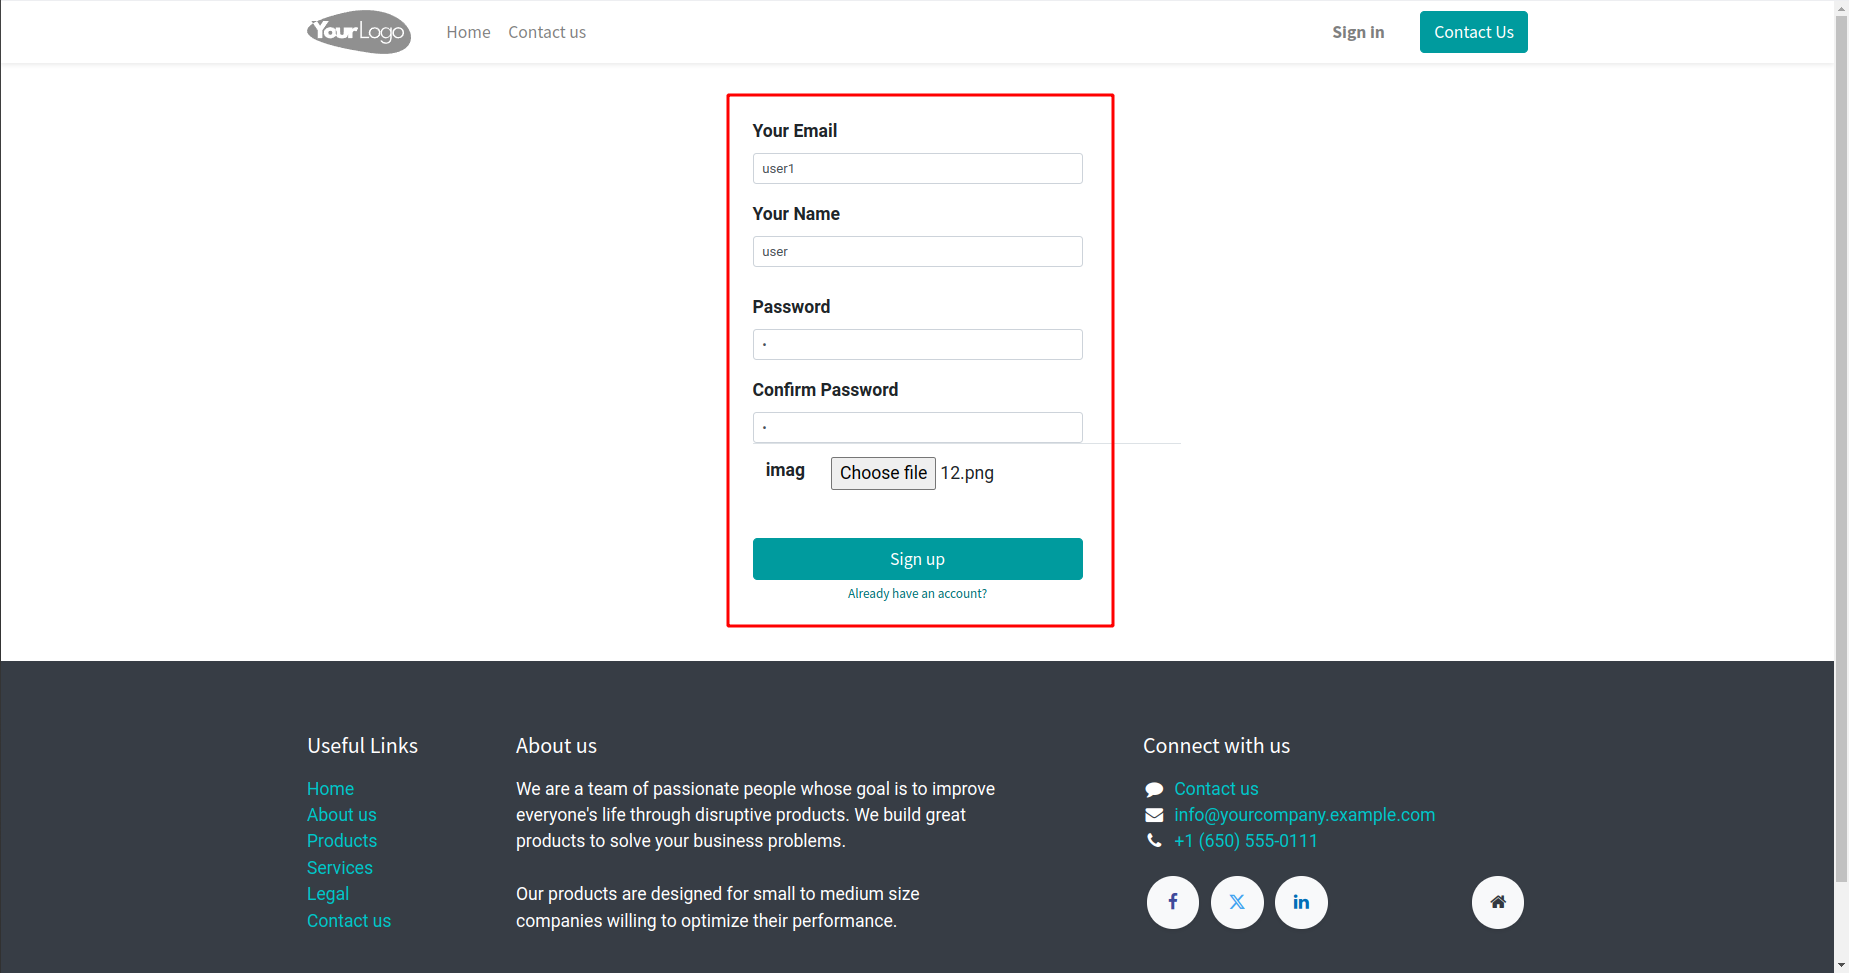 YourLogo
Home
Contact us
Sign in
Contact Us
Your Email
user1
Your Name
user
Password
•
Confirm Password
•
imag
Choose file 12.png
Sign up
Already have an account?
Useful Links
Home
About us
Products
Services
Legal
Contact us
About us
We are a team of passionate people whose goal is to improve
everyone's life through disruptive products. We build great
products to solve your business problems.
Our products are designed for small to medium size
companies willing to optimize their performance.
Connect with us
Contact us
info@yourcompany.example.com
+1 (650) 555-0111